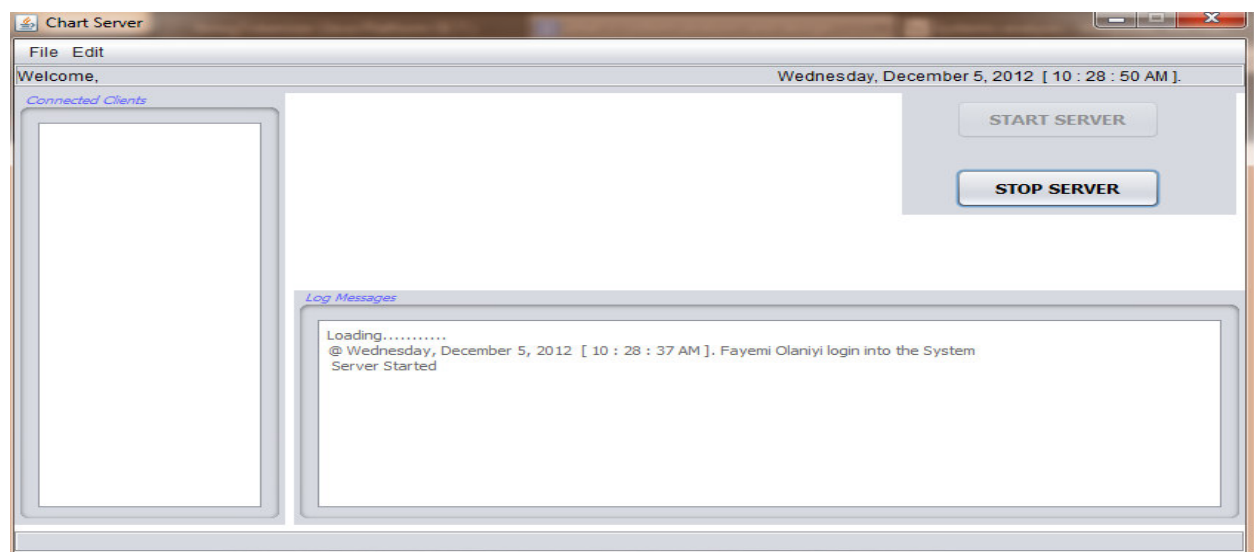 Chart Server
File Edit
Welcome, Wednesday, December 5, 2012 [ 10 : 28 : 50 AM ].
Connected Clients
START SERVER
STOP SERVER
Log Messages
Loading...........
@ Wednesday, December 5, 2012 [ 10 : 28 : 37 AM ]. Fayemi Olaniyi login into the System
Server Started